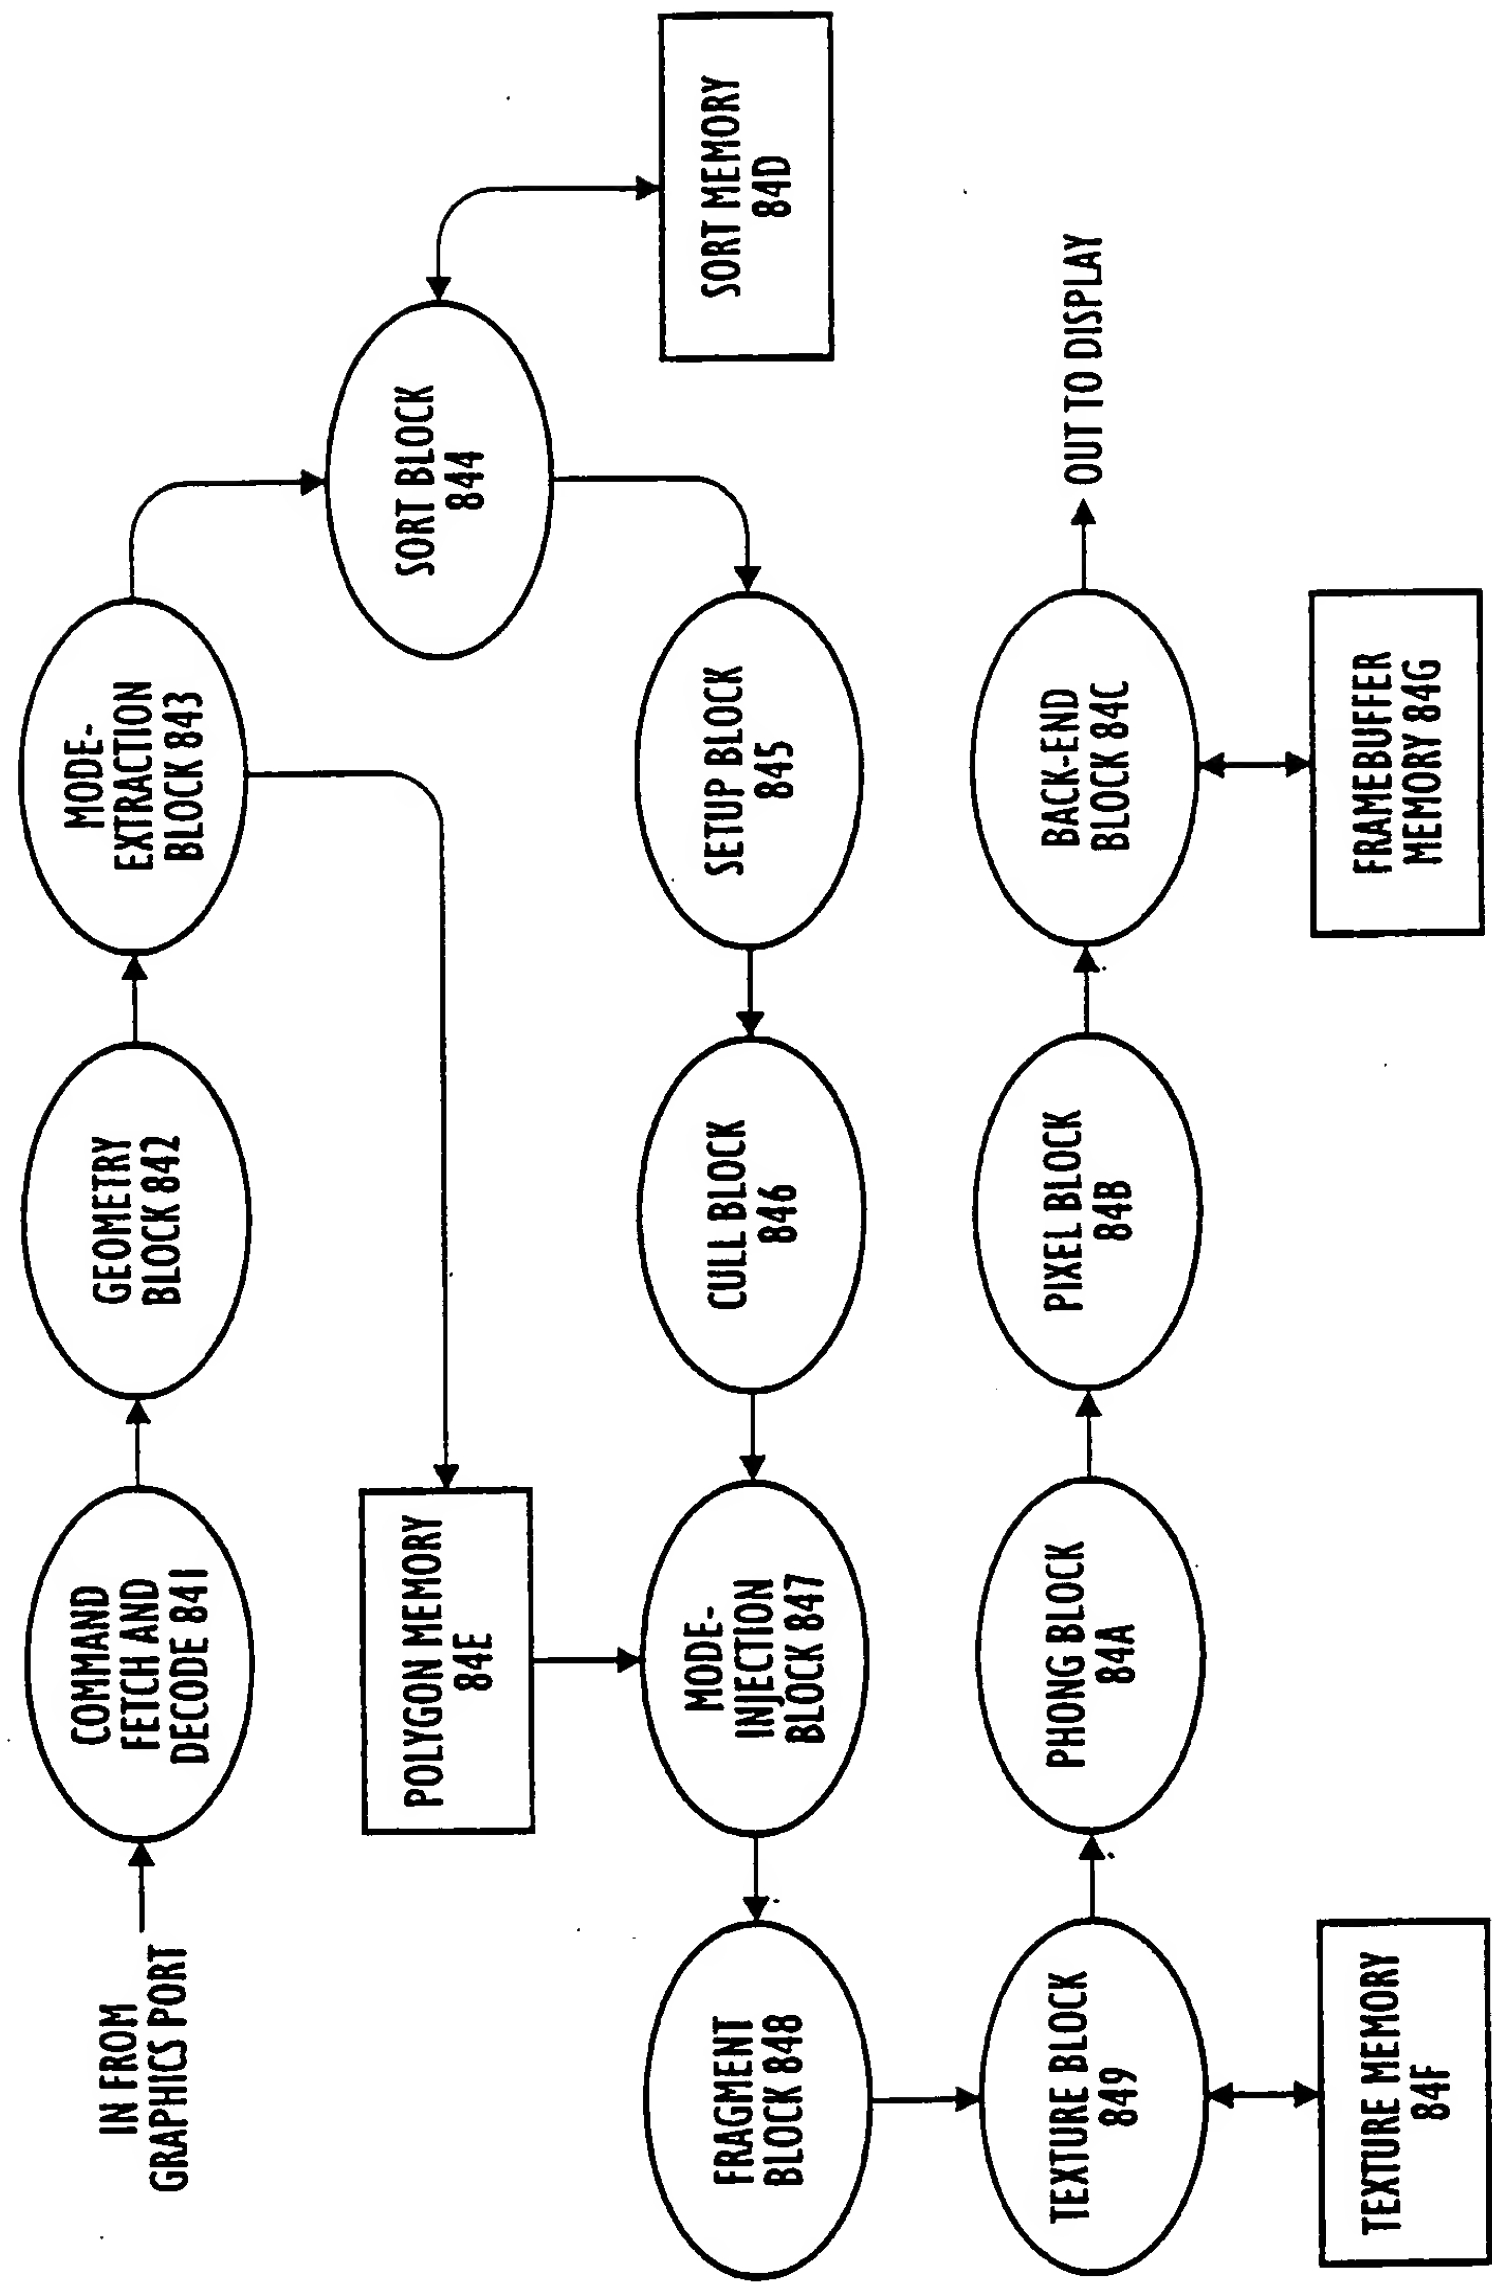 IN FROM
GRAPHICS PORT
COMMAND
FETCH AND
DECODE 841
GEOMETRY
BLOCK 842
MODE-
EXTRACTION
BLOCK 843
SORT BLOCK
844
SORT MEMORY
84D
POLYGON MEMORY
84E
SETUP BLOCK
845
CULL BLOCK
846
MODE-
INJECTION
BLOCK 847
FRAGMENT
BLOCK 848
TEXTURE BLOCK
849
TEXTURE MEMORY
84F
PHONG BLOCK
84A
PIXEL BLOCK
84B
BACK-END
BLOCK 84C
FRAMEBUFFER
MEMORY 84G
OUT TO DISPLAY